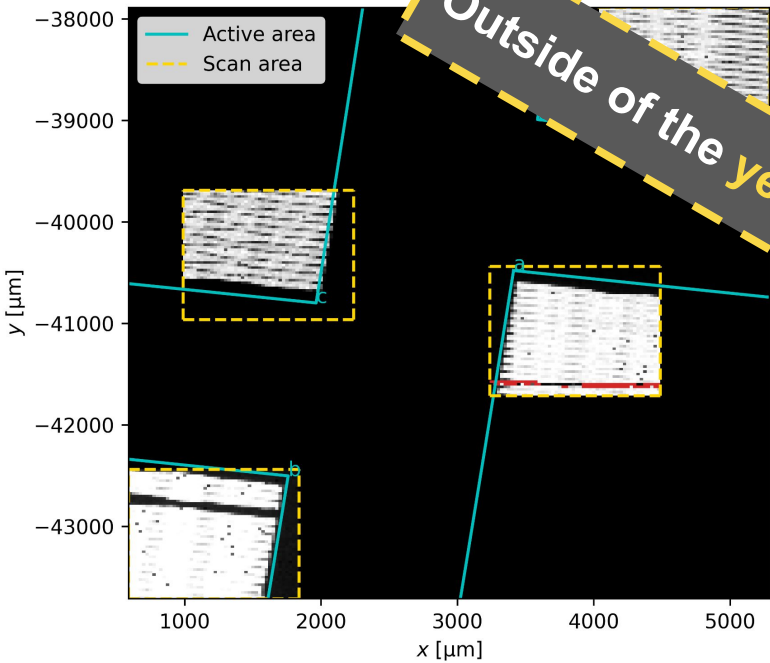 Active area
Scan area
Outside of the
−38000
−39000
−40000
−41000
−42000
−43000
y [µm]
a
c
b
1000
2000
3000
4000
5000
x [µm]